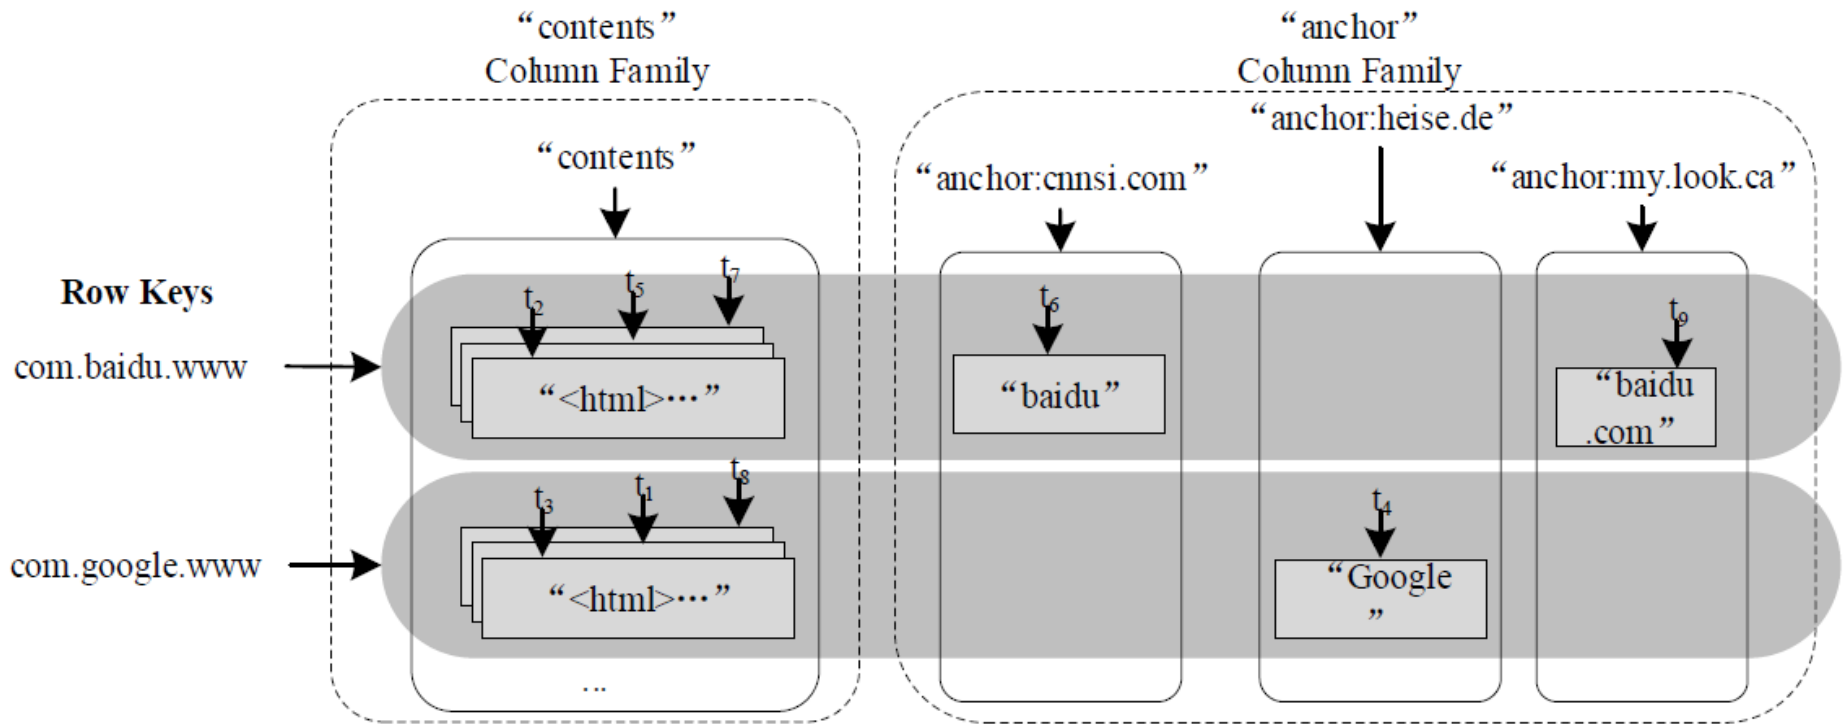 “contents”
Column Family
“anchor”
Column Family
“anchor:heise.de”
“contents”
“anchor:cnnsi.com”
“anchor:my.look.ca”
Row Keys
t2
t5
t7
t6
t9
com.baidu.www
“<html>···”
“baidu”
“baidu
.com”
t3
t1
t8
t4
com.google.www
“<html>···”
“Google
”
...